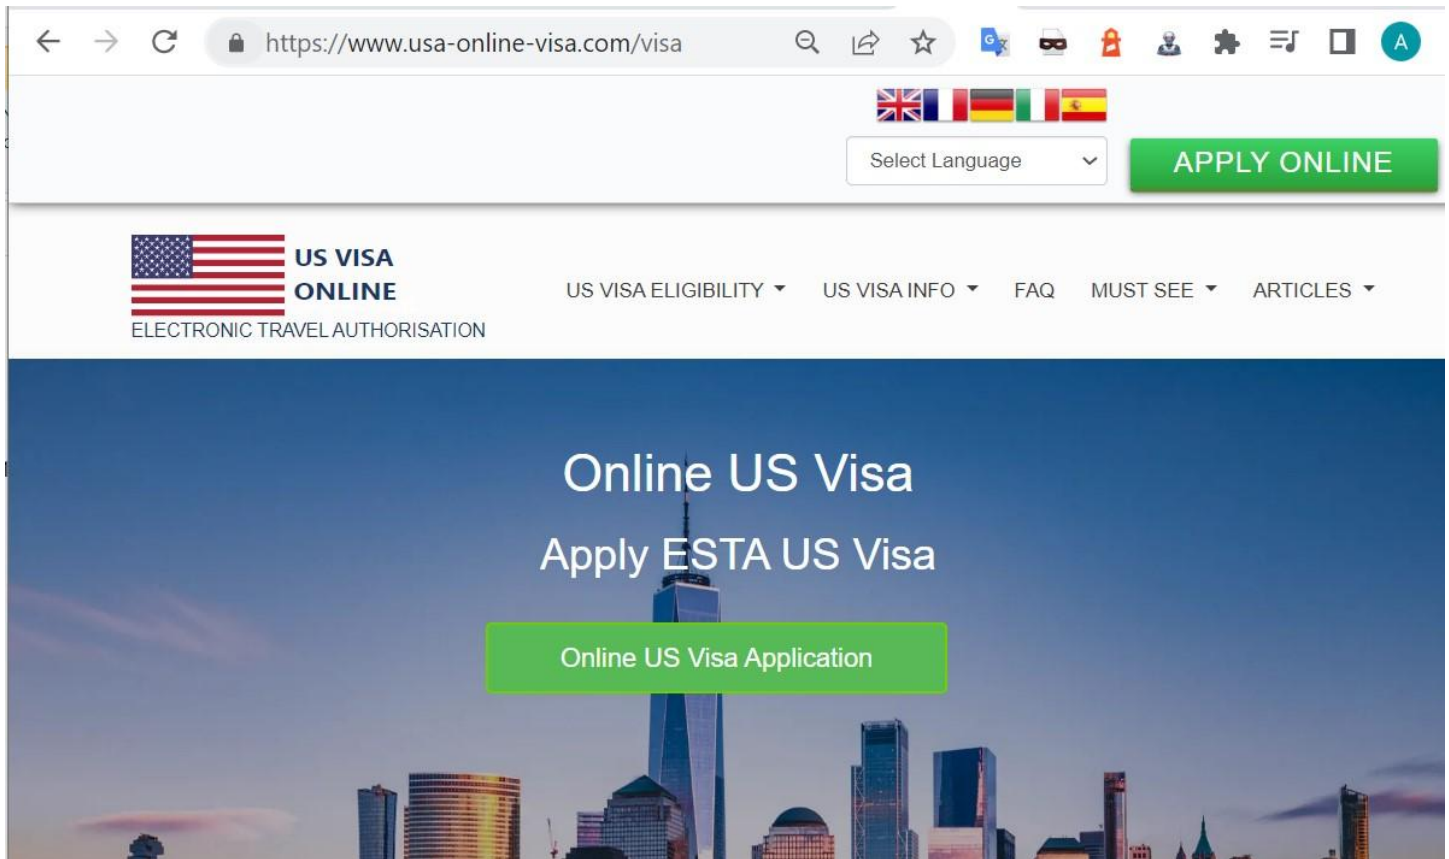 https://www.usa-online-visa.com/visa
A
Select Language
APPLY ONLINE
US VISA
ONLINE
ELECTRONIC TRAVEL AUTHORISATION
US VISA ELIGIBILITY
US VISA INFO
FAQ
MUST SEE
ARTICLES
Online US Visa
Apply ESTA US Visa
Online US Visa Application